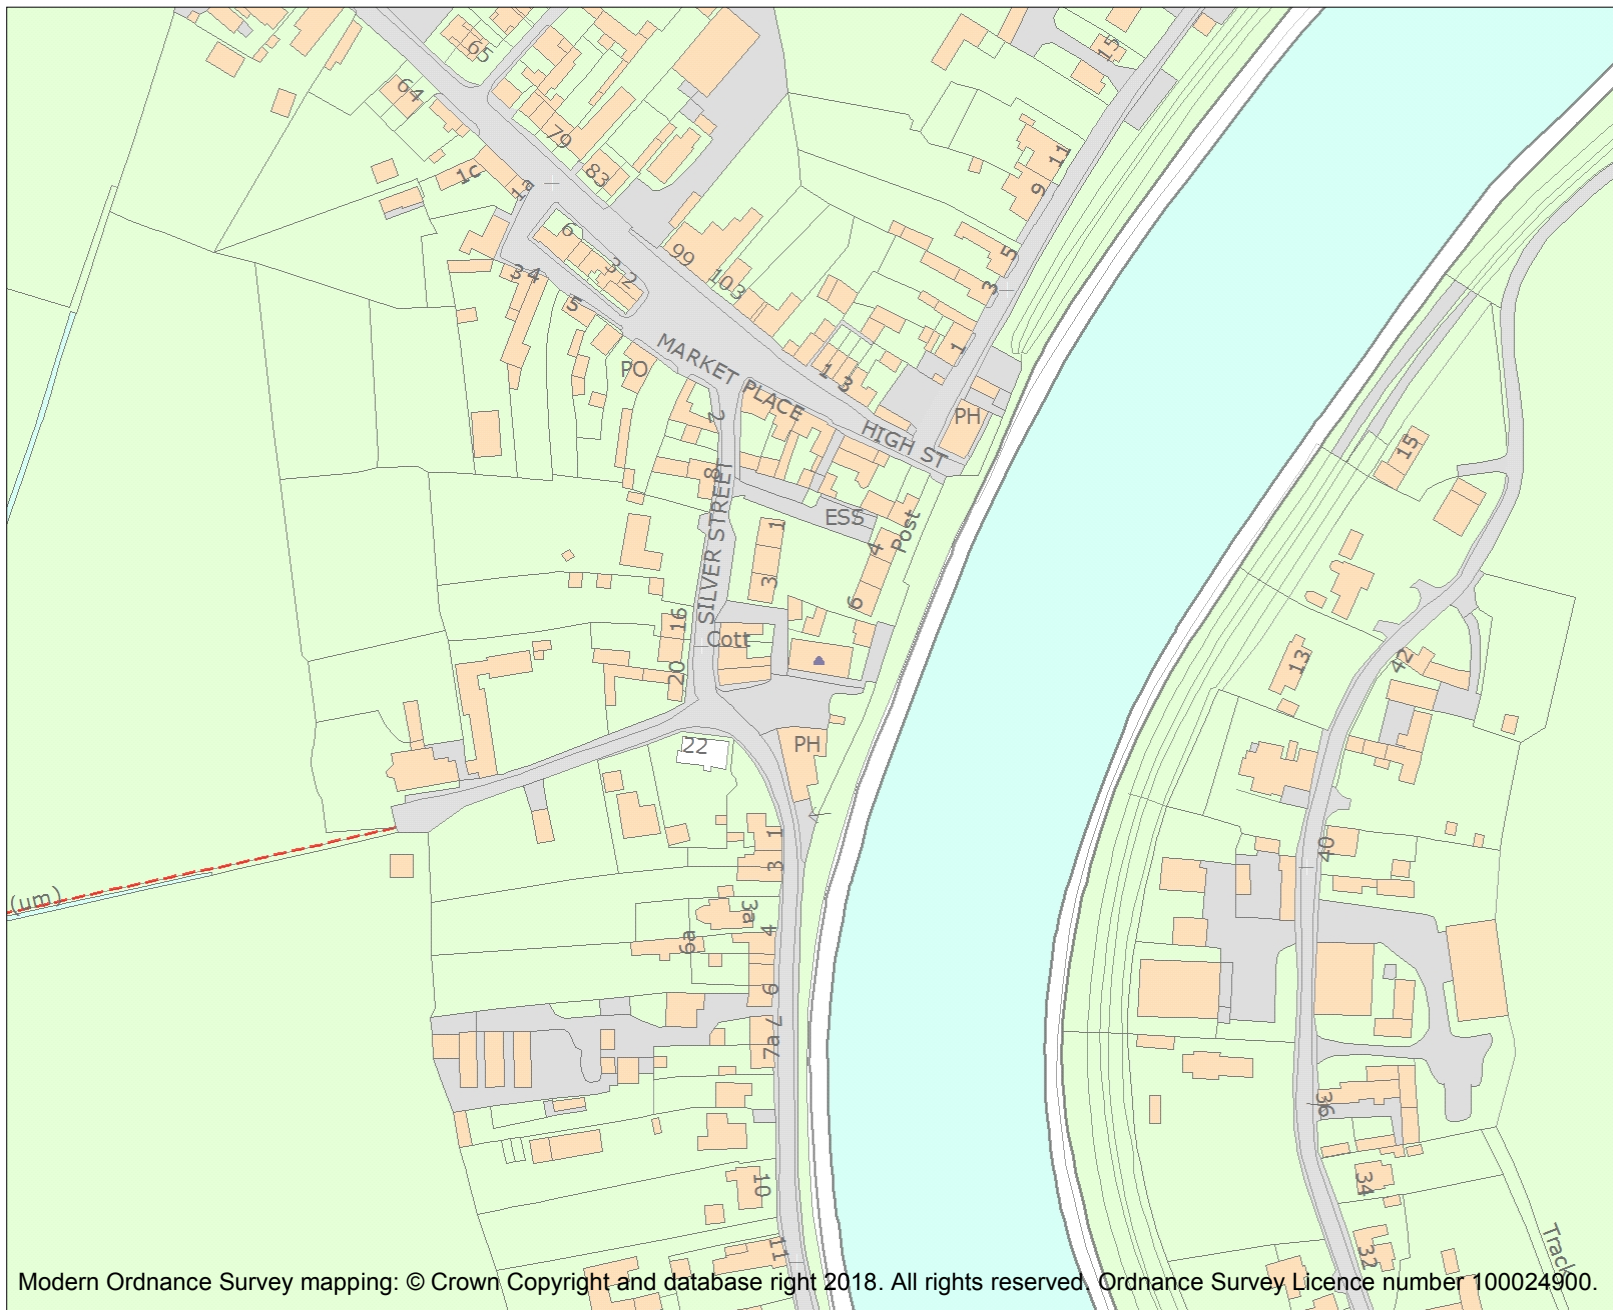 65
64
15
79
83
1c
1a
11
9
6
99
3 2
103
5
3
3 4
5
1
MARKET PLACE
PO
1 3
PH
2
HIGH ST
15
8
SILVER STREET
ESS
1
Post
4
3
6
16
Cott
20
13
42
22
PH
1
3
40
(um)
3a
4
6a
6
7
7a
36
10
34
11
32
Track
Modern Ordnance Survey mapping: © Crown Copyright and database right 2018. All rights reserved. Ordnance Survey Licence number 100024900.